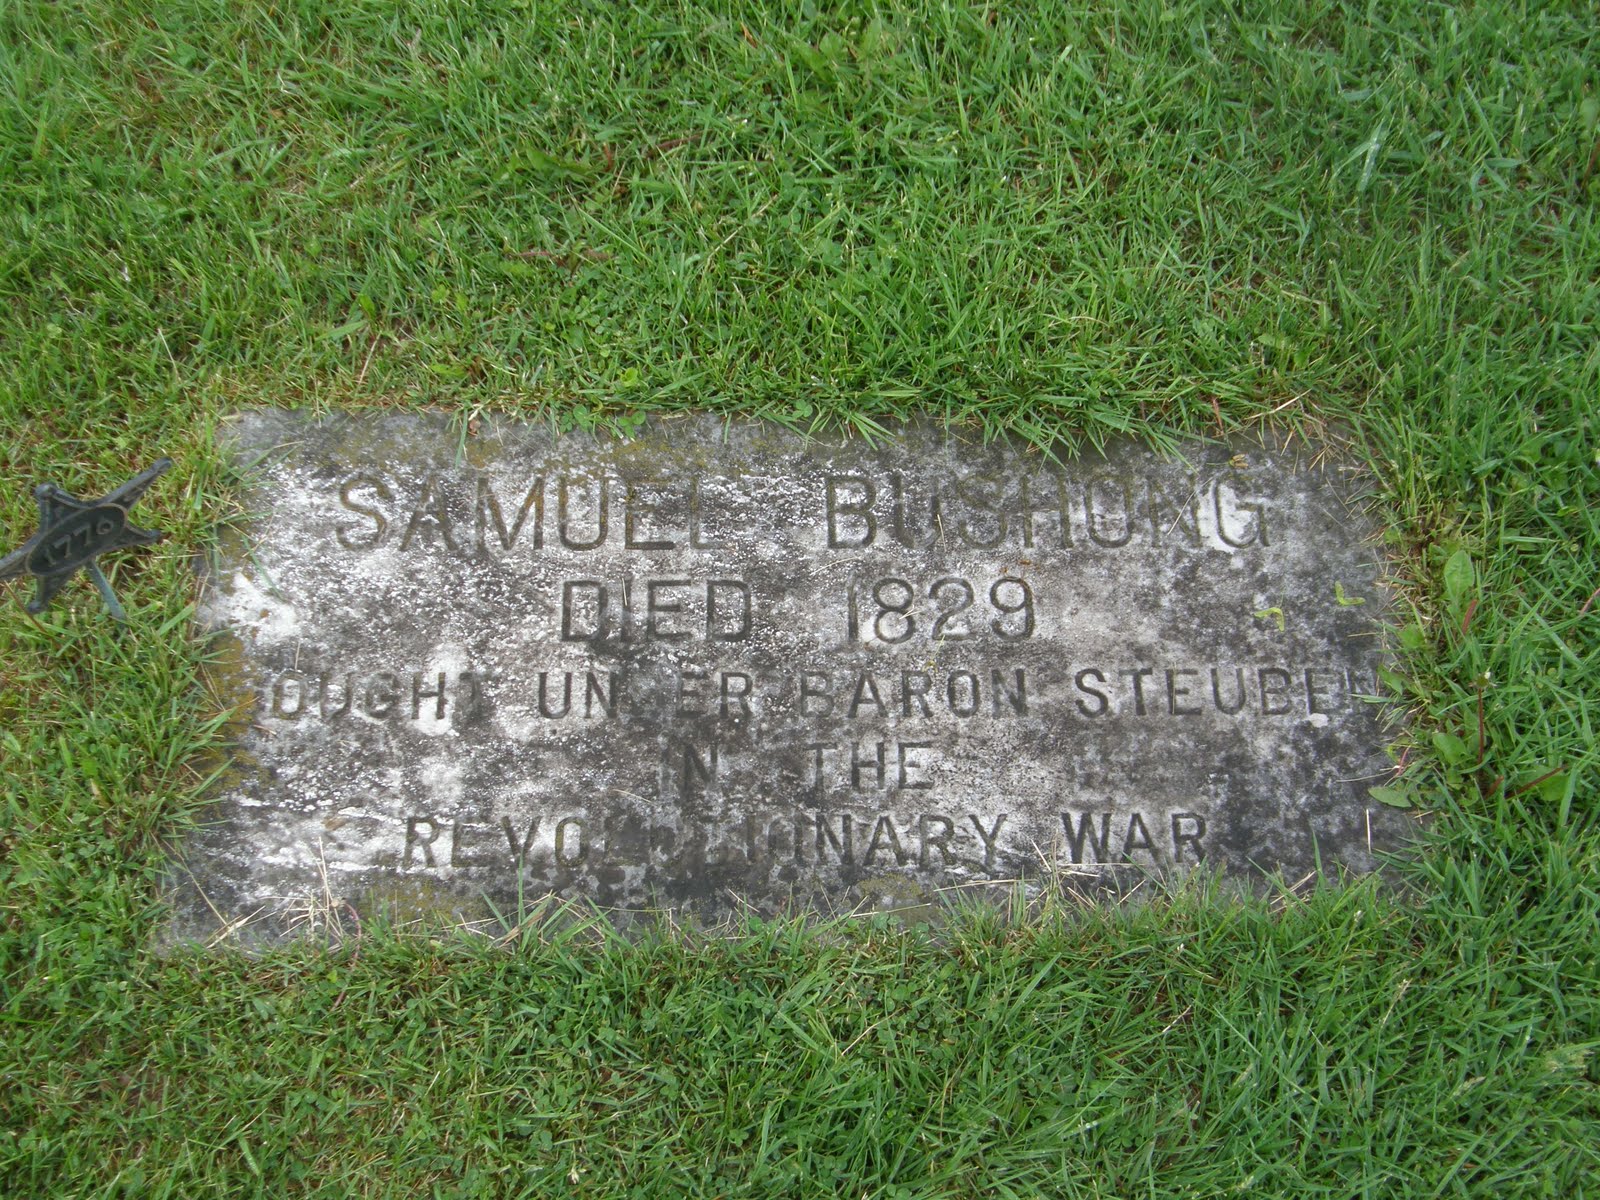 SAMUEL BUSHONG
DIED 1829
FOUGHT UNDER BARON STEUBEN
IN THE
REVOLUTIONARY WAR
1776